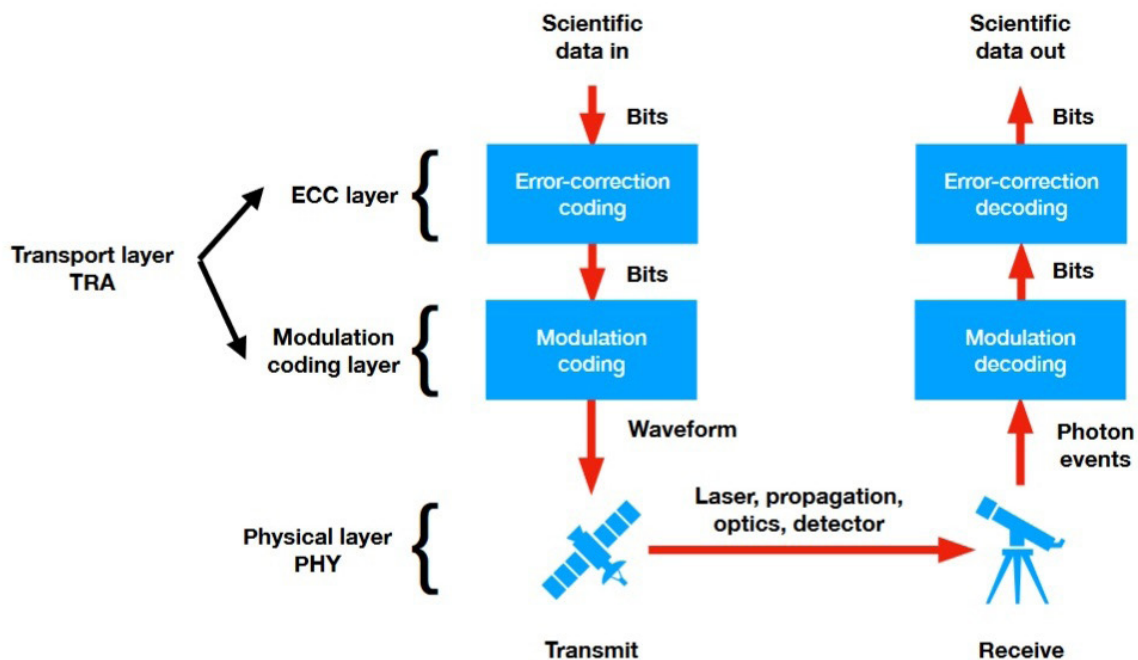 Scientific
data in
Scientific
data out
Bits
Bits
ECC layer
Error-correction
coding
Error-correction
decoding
Transport layer
TRA
Bits
Bits
Modulation
coding layer
Modulation
coding
Modulation
decoding
Waveform
Photon
events
Laser, propagation,
optics, detector
Physical layer
PHY
Transmit
Receive